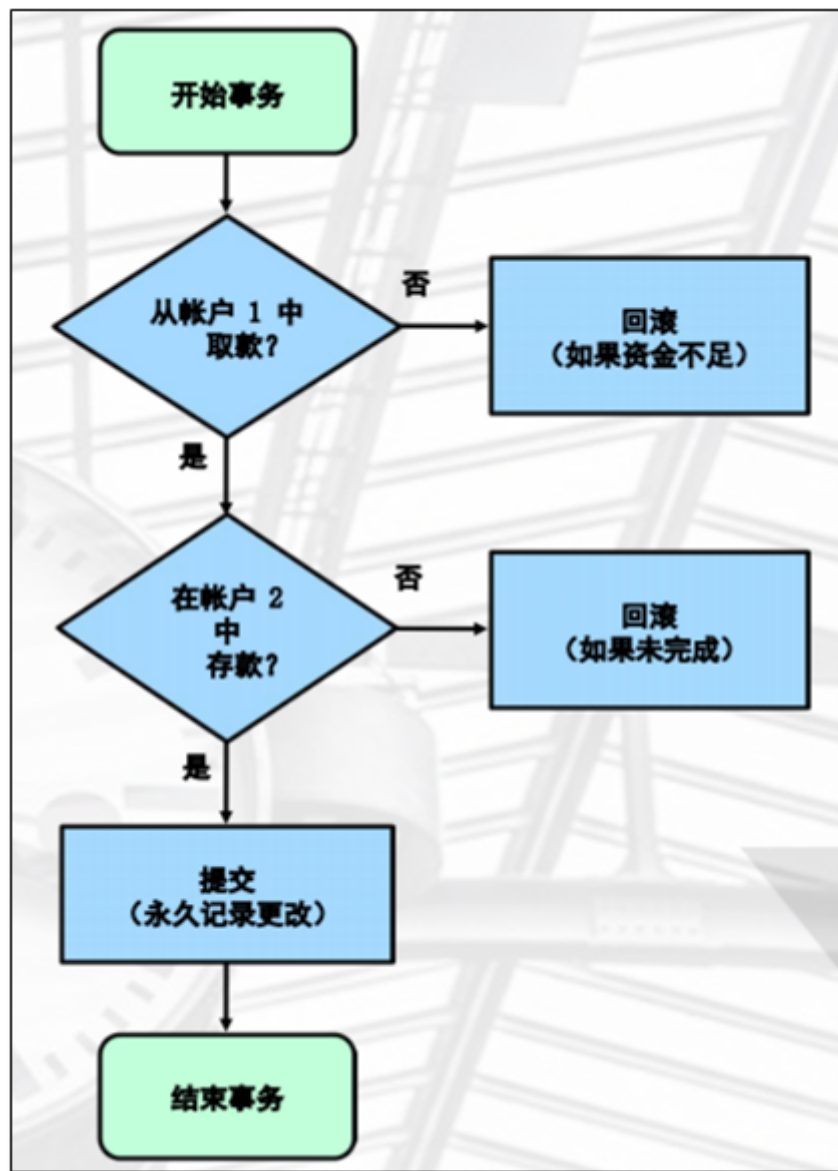 开始事务
从帐户 1 中
取款?
否
回滚
(如果资金不足)
是
在帐户 2
中
存款?
否
回滚
(如果未完成)
是
提交
(永久记录更改)
结束事务